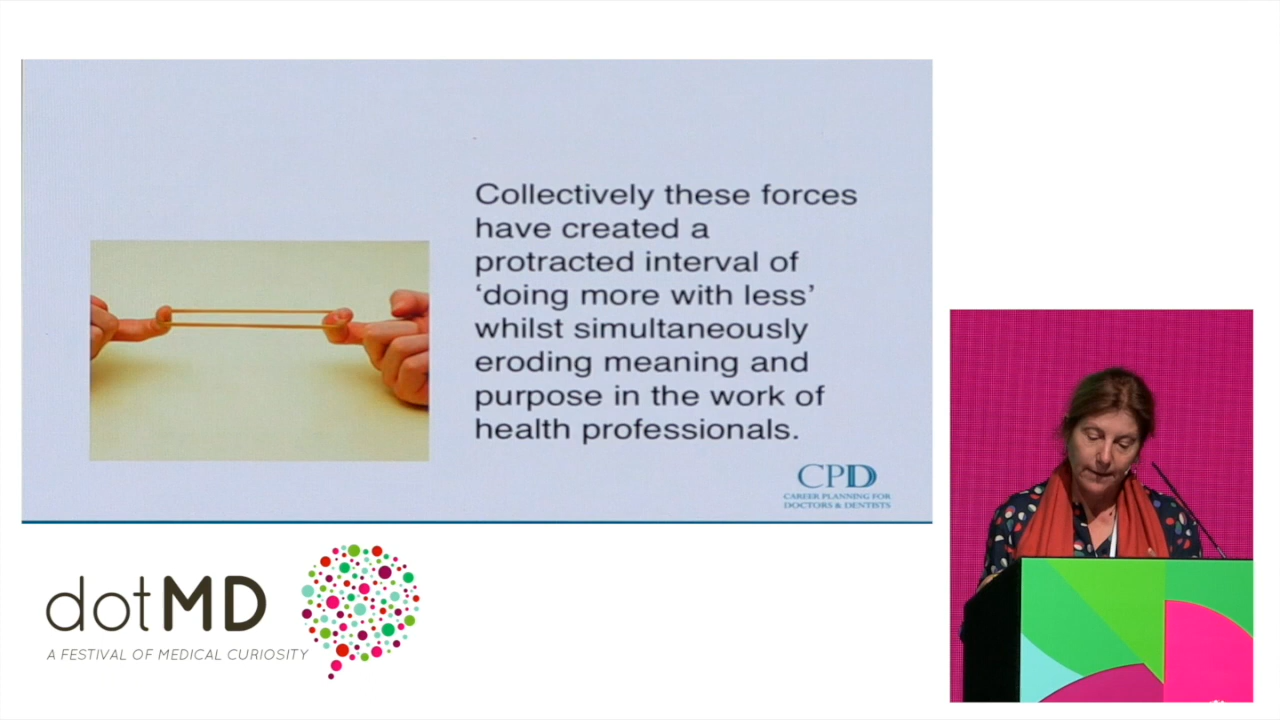 Collectively these forces
have created a
protracted interval of
‘doing more with less’
whilst simultaneously
eroding meaning and
purpose in the work of
health professionals.
CPDD
CAREER PLANNING FOR
DOCTORS & DENTISTS
dotMD
A FESTIVAL OF MEDICAL CURIOSITY